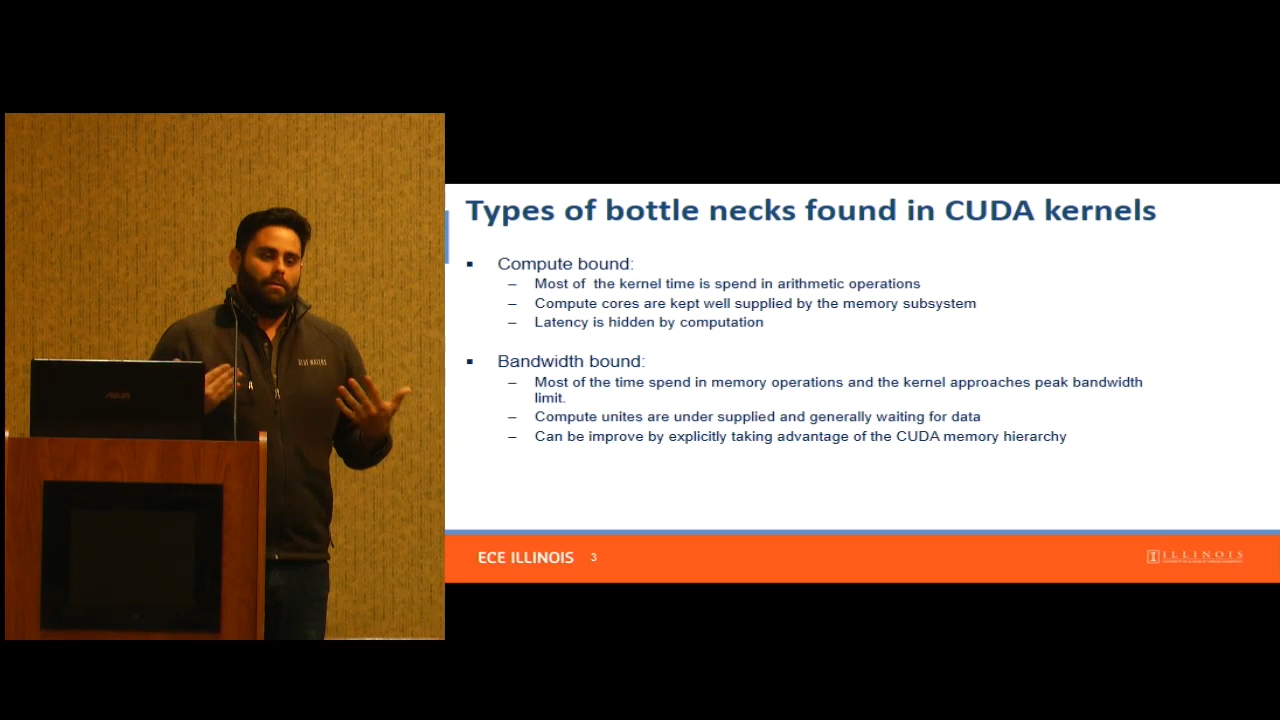 Types of bottle necks found in CUDA kernels
Compute bound:
– Most of the kernel time is spend in arithmetic operations
– Compute cores are kept well supplied by the memory subsystem
– Latency is hidden by computation
Bandwidth bound:
– Most of the time spend in memory operations and the kernel approaches peak bandwidth
limit.
– Compute unites are under supplied and generally waiting for data
– Can be improve by explicitly taking advantage of the CUDA memory hierarchy
ECE ILLINOIS 3
ILLINOIS
BLUE WATERS
ASUS